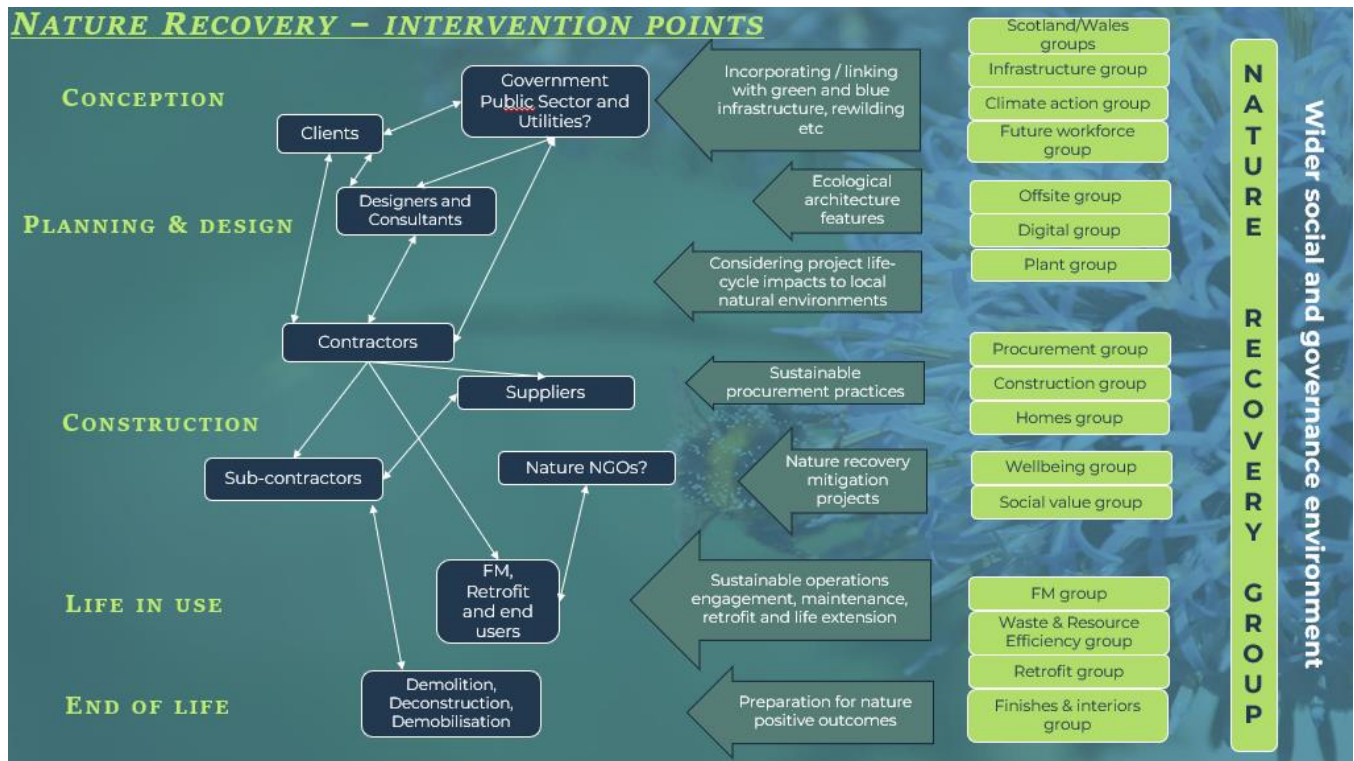 NATURE RECOVERY – INTERVENTION POINTS
CONCEPTION
Government
Public Sector and
Utilities?
Clients
Designers and
Consultants
PLANNING & DESIGN
Contractors
Suppliers
CONSTRUCTION
Sub-contractors
Nature NGOs?
LIFE IN USE
FM,
Retrofit
and end
users
END OF LIFE
Demolition,
Deconstruction,
Demobilisation
Incorporating / linking
with green and blue
infrastructure, rewilding
etc
Ecological
architecture
features
Considering project life-
cycle impacts to local
natural environments
Sustainable
procurement practices
Nature recovery
mitigation
projects
Sustainable operations
engagement, maintenance,
retrofit and life extension
Preparation for nature
positive outcomes
Scotland/Wales
groups
Infrastructure group
Climate action group
Future workforce
group
Offsite group
Digital group
Plant group
Procurement group
Construction group
Homes group
Wellbeing group
Social value group
FM group
Waste & Resource
Efficiency group
Retrofit group
Finishes & interiors
group
NATURE RECOVERY GROUP
Wider social and governance environment